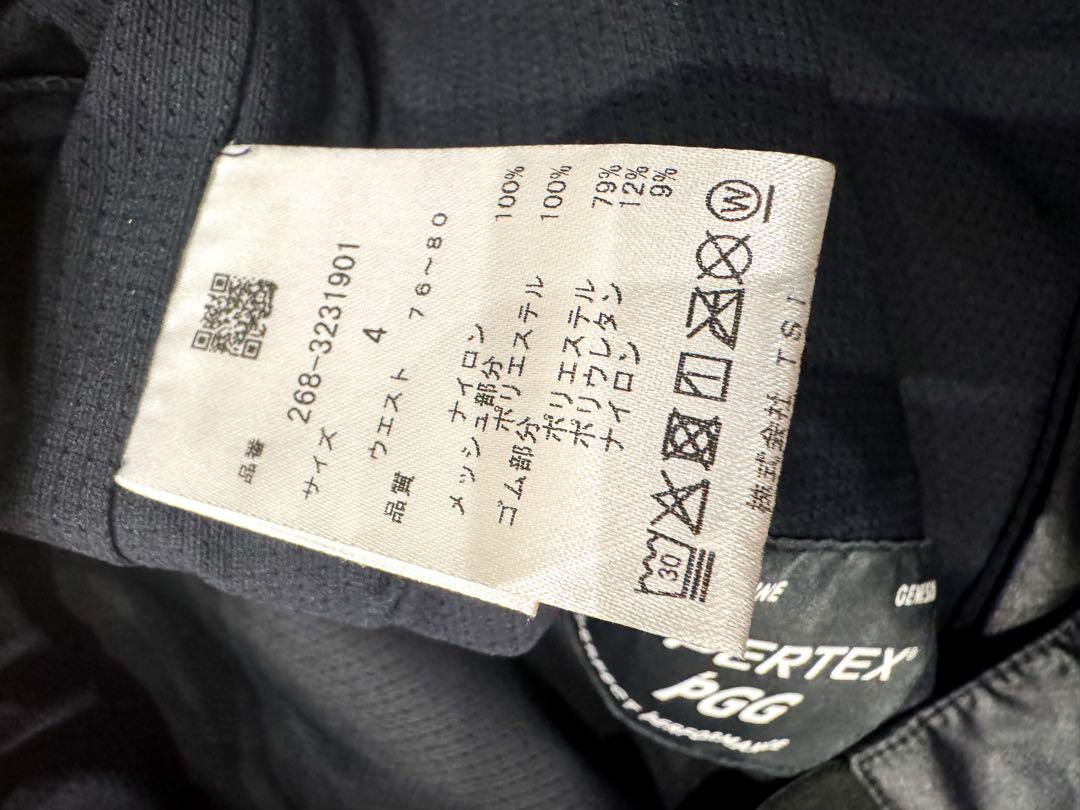 品番 268-3231901
サイズ 4
ウエスト 76~80
品質
ナイロン 100%
メッシュ部分
ポリエステル 100%
ゴム部分
ポリエステル 79%
ポリウレタン 12%
ナイロン 9%
30
W
株式会社 TSI
PERTEX®
PGG